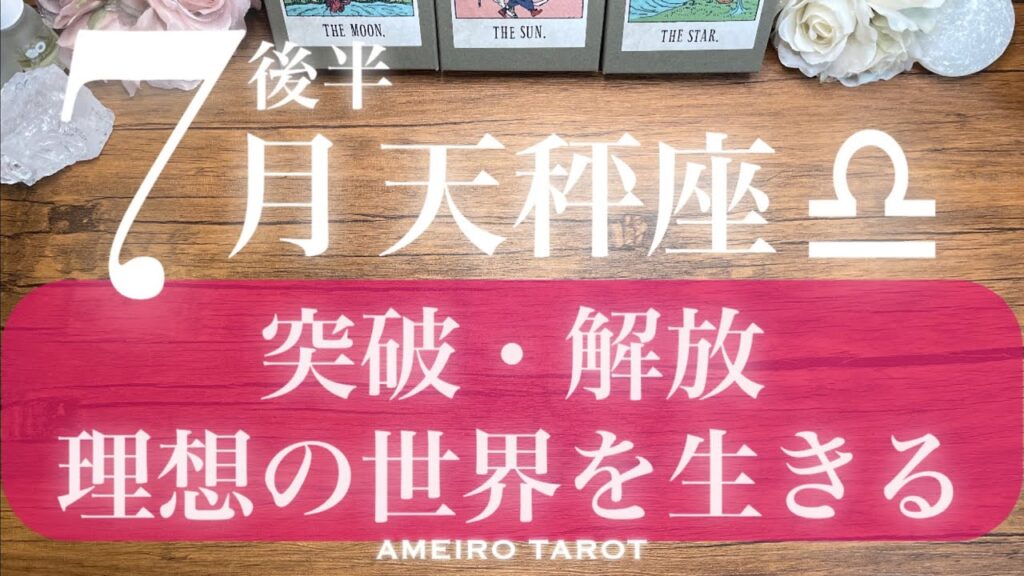 THE MOON.
THE SUN.
THE STAR.
7月後半
天秤座 ♎
突破・解放
理想の世界を生きる
AMEIRO TAROT